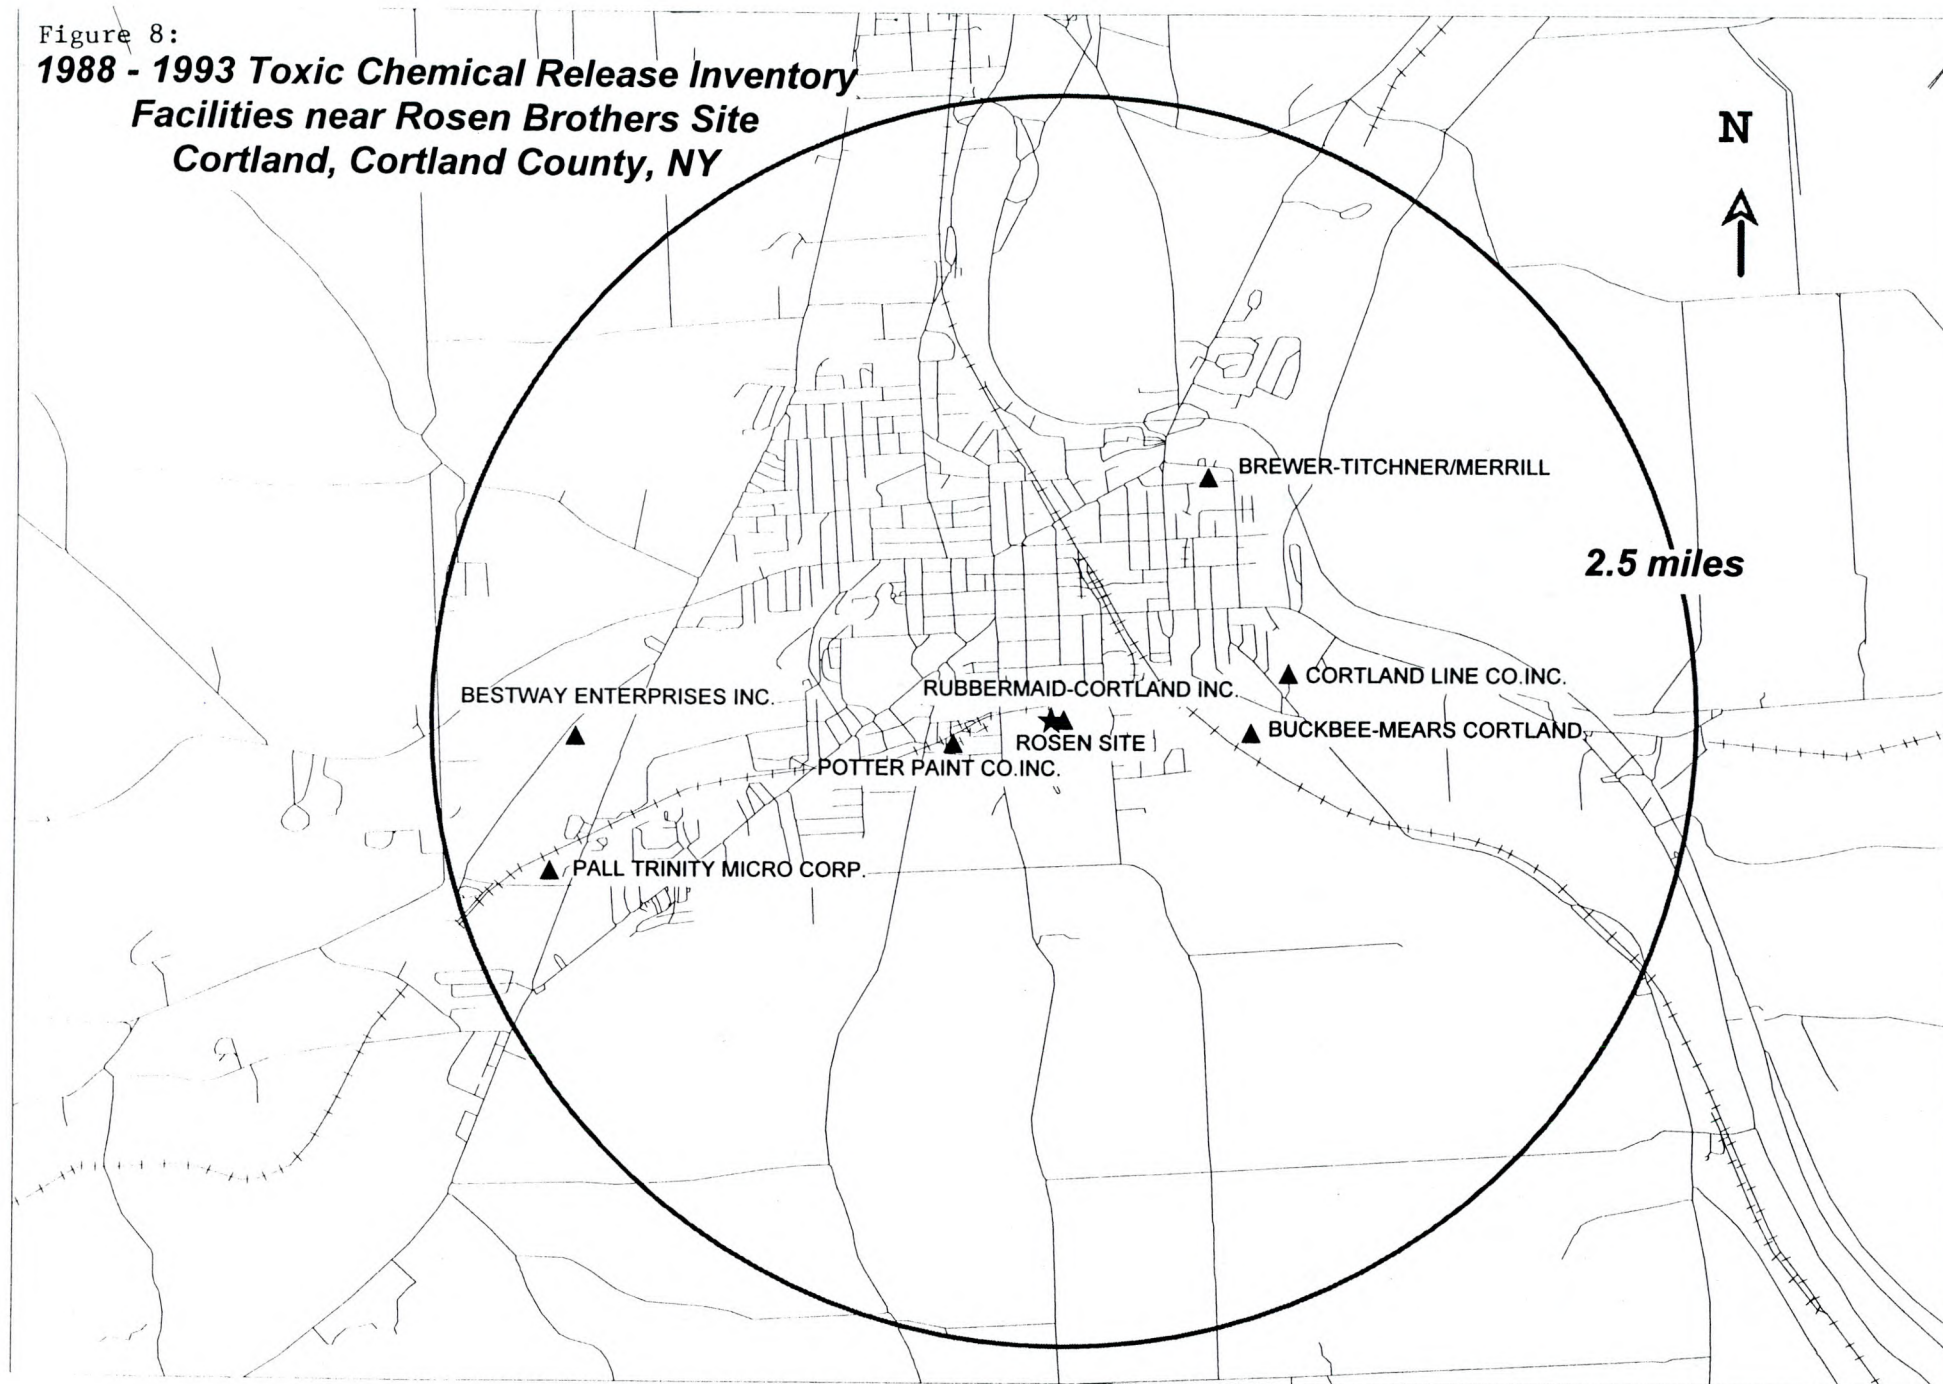 Figure 8:
1988 - 1993 Toxic Chemical Release Inventory
Facilities near Rosen Brothers Site
Cortland, Cortland County, NY
N
BREWER-TITCHNER/MERRILL
2.5 miles
CORTLAND LINE CO.INC.
BESTWAY ENTERPRISES INC.
RUBBERMAID-CORTLAND INC.
BUCKBEE-MEARS CORTLAND
ROSEN SITE
POTTER PAINT CO.INC.
PALL TRINITY MICRO CORP.